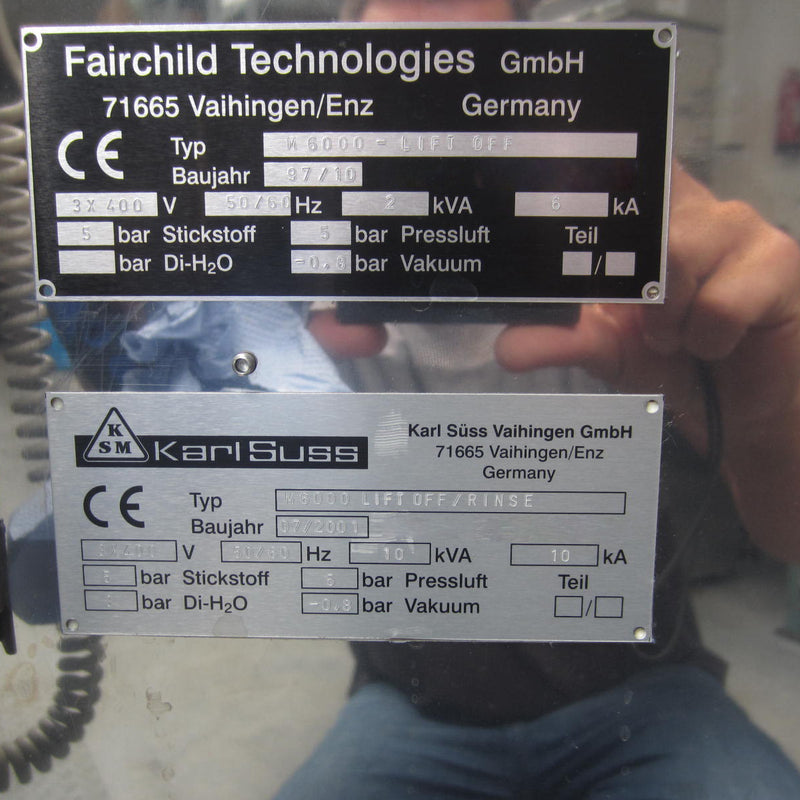 Fairchild Technologies GmbH
71665 Vaihingen/Enz Germany
CE Typ M6000 - LIFT OFF
Baujahr 97/10
3X400 V 50/60 Hz 2 kVA 6 kA
5 bar Stickstoff 5 bar Pressluft Teil
bar Di-H₂O -0.8 bar Vakuum /
KSM Karl Suss Karl Süss Vaihingen GmbH
71665 Vaihingen/Enz
Germany
CE Typ M6000 LIFT OFF/RINSE
Baujahr 07/2001
3X400 V 50/60 Hz 10 kVA 10 kA
bar Stickstoff 6 bar Pressluft Teil
bar Di-H₂O -0.8 bar Vakuum /